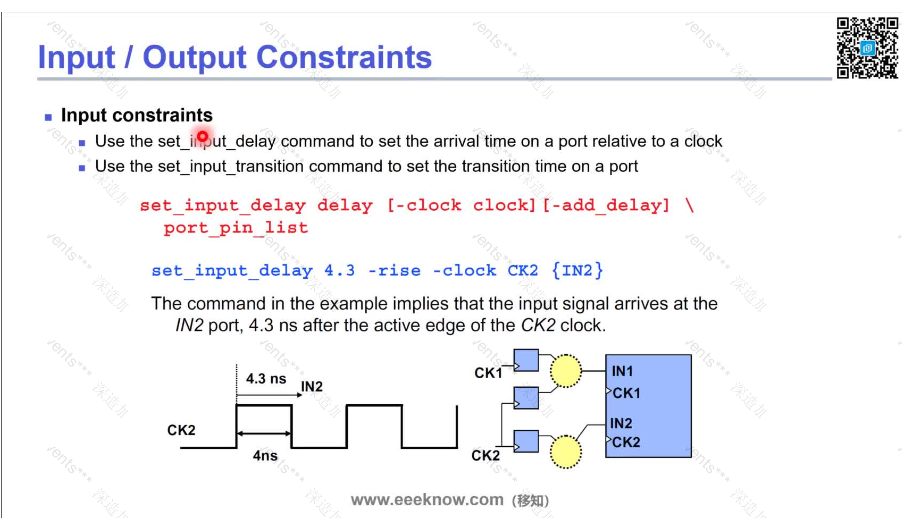 Input / Output Constraints
Input constraints
Use the set_input_delay command to set the arrival time on a port relative to a clock
Use the set_input_transition command to set the transition time on a port
set_input_delay delay [-clock clock][-add_delay] \
port_pin_list
set_input_delay 4.3 -rise -clock CK2 {IN2}
The command in the example implies that the input signal arrives at the
IN2 port, 4.3 ns after the active edge of the CK2 clock.
4.3 ns
IN2
CK2
4ns
CK1
CK2
IN1
CK1
IN2
CK2
www.eeeknow.com (移知)